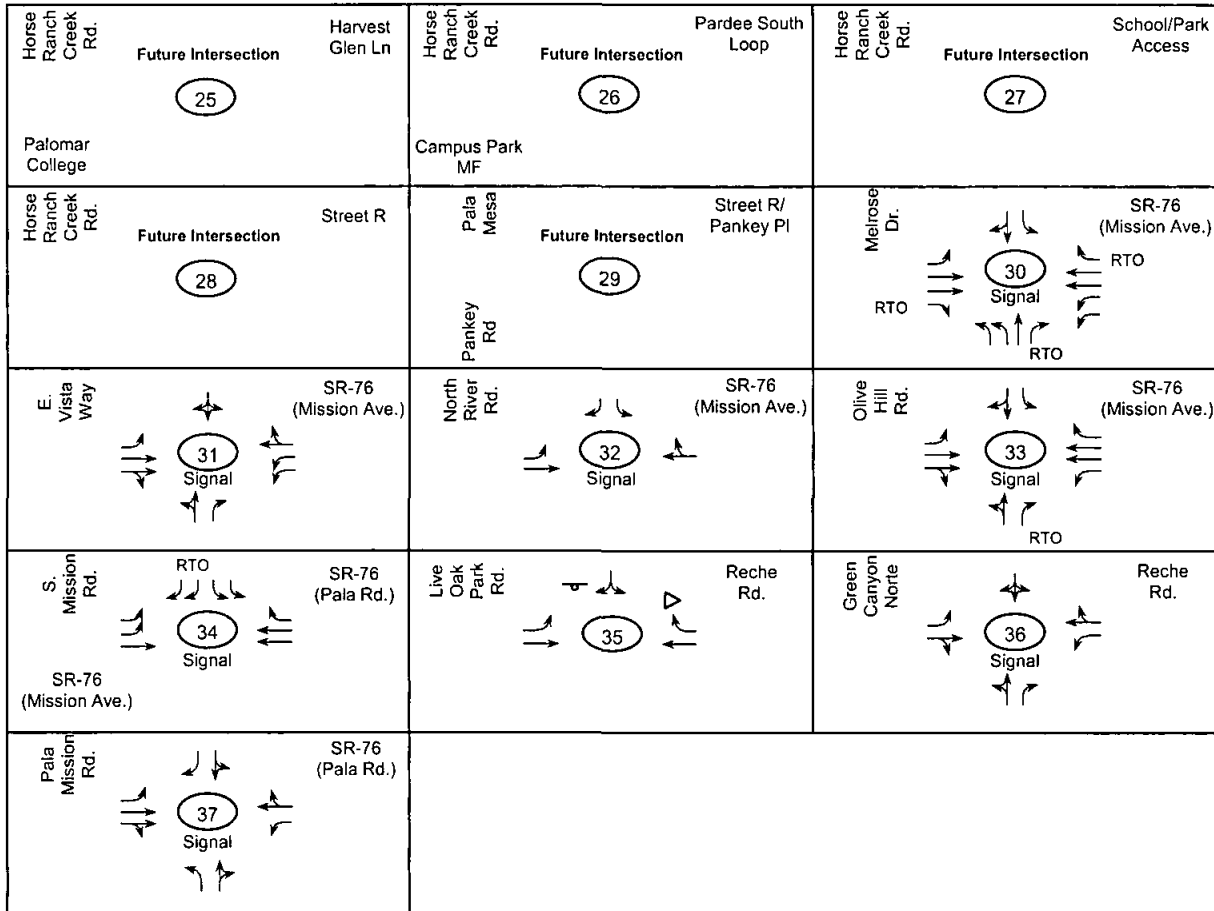 Horse
Ranch
Creek
Rd.
Harvest
Glen Ln
Future Intersection
25
Palomar
College
Horse
Ranch
Creek
Rd.
Pardee South
Loop
Future Intersection
26
Campus Park
MF
Horse
Ranch
Creek
Rd.
School/Park
Access
Future Intersection
27
Horse
Ranch
Creek
Rd.
Street R
Future Intersection
28
Pala
Mesa
Street R/
Pankey Pl
Future Intersection
29
Pankey
Rd
Melrose
Dr.
SR-76
(Mission Ave.)
RTO
30
Signal
RTO
RTO
E.
Vista
Way
SR-76
(Mission Ave.)
31
Signal
North
River
Rd.
SR-76
(Mission Ave.)
32
Signal
Olive
Hill
Rd.
SR-76
(Mission Ave.)
33
Signal
RTO
S.
Mission
Rd.
RTO
SR-76
(Pala Rd.)
34
Signal
SR-76
(Mission Ave.)
Live
Oak
Park
Rd.
Reche
Rd.
35
Green
Canyon
Norte
Reche
Rd.
36
Signal
Pala
Mission
Rd.
SR-76
(Pala Rd.)
37
Signal